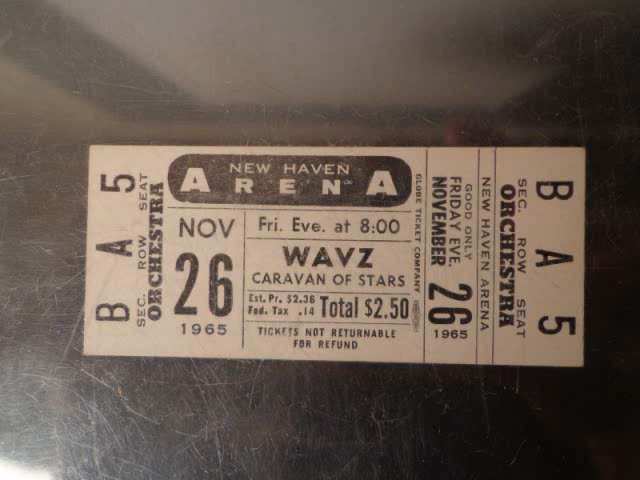 B A 5
SEC. ROW SEAT
ORCHESTRA
NEW HAVEN
ARENA
NOV
26
1965
Fri. Eve. at 8:00
WAVZ
CARAVAN OF STARS
Est. Pr. $2.36
Fed. Tax .14
Total $2.50
TICKETS NOT RETURNABLE
FOR REFUND
GLOBE TICKET COMPANY
GOOD ONLY
FRIDAY EVE.
NOVEMBER
26
1965
NEW HAVEN ARENA
ORCHESTRA
SEC. ROW SEAT
B A 5